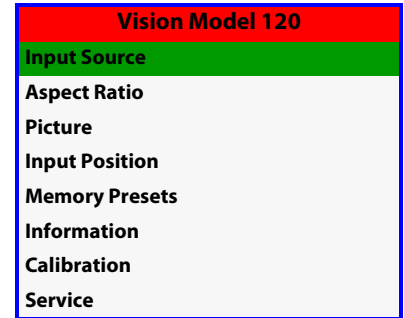 Vision Model 120
Input Source
Aspect Ratio
Picture
Input Position
Memory Presets
Information
Calibration
Service